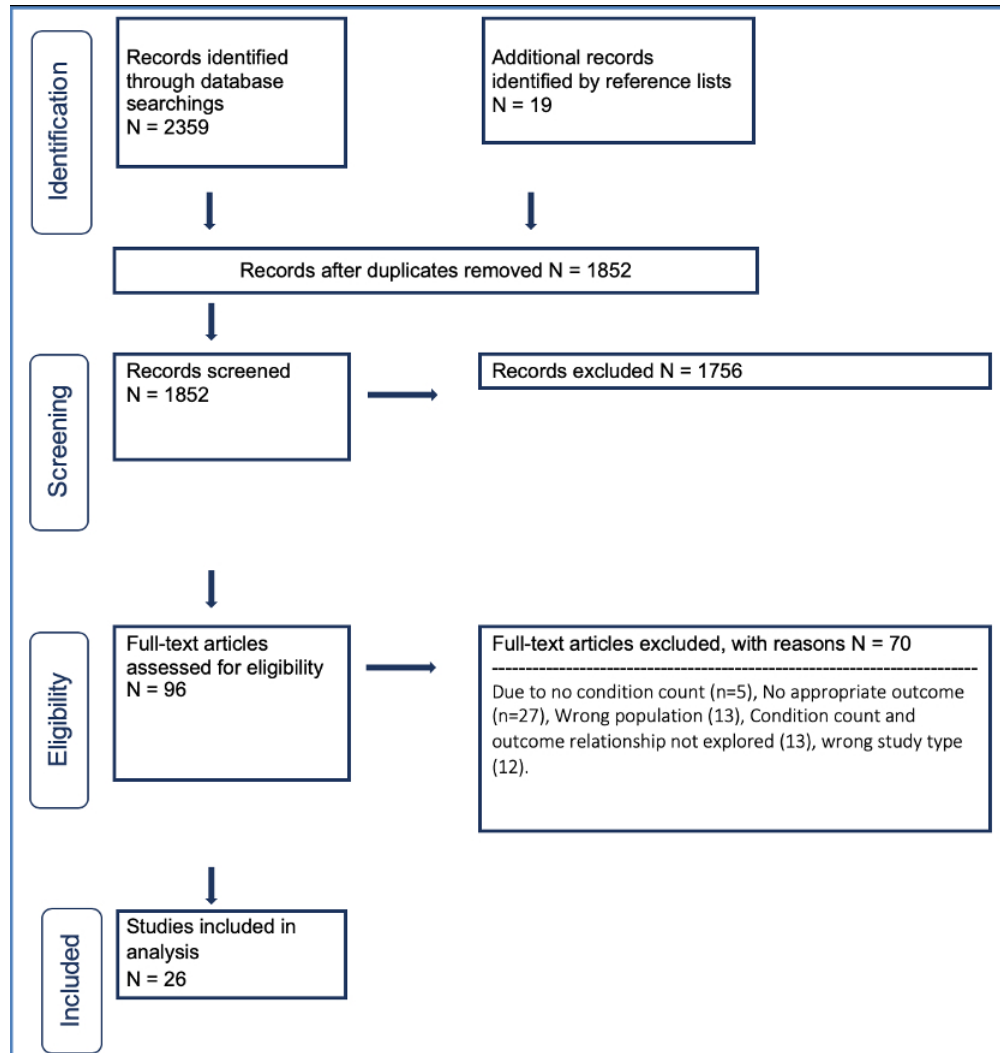 Identification
Records identified
through database
searchings
N = 2359
Additional records
identified by reference lists
N = 19
Records after duplicates removed N = 1852
Screening
Records screened
N = 1852
Records excluded N = 1756
Eligibility
Full-text articles
assessed for eligibility
N = 96
Full-text articles excluded, with reasons N = 70
Due to no condition count (n=5), No appropriate outcome
(n=27), Wrong population (13), Condition count and
outcome relationship not explored (13), wrong study type
(12).
Included
Studies included in
analysis
N = 26